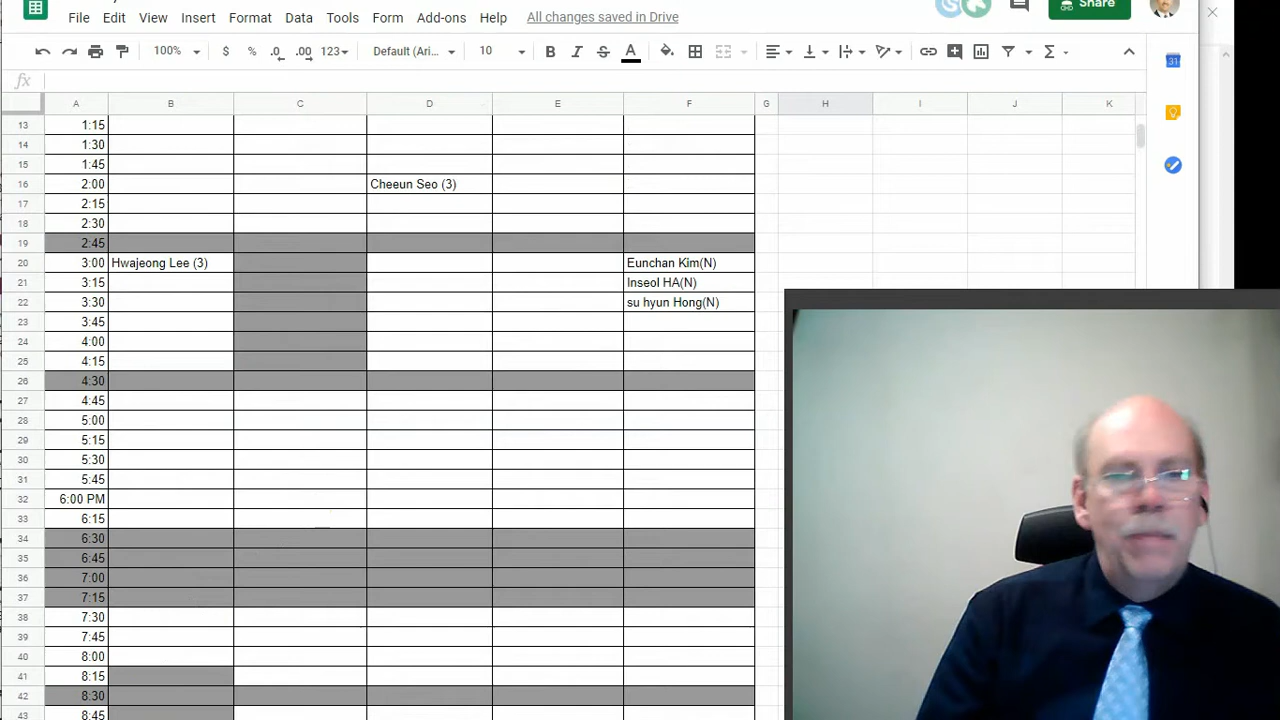 File Edit View Insert Format Data Tools Form Add-ons Help All changes saved in Drive
Share
100% $ % .0 .00 123 Default (Ari... 10 B I S A Σ
31
fx
A B C D E F G H I J K
13 1:15
14 1:30
15 1:45
16 2:00 Cheeun Seo (3)
17 2:15
18 2:30
19 2:45
20 3:00 Hwajeong Lee (3) Eunchan Kim(N)
21 3:15 Inseol HA(N)
22 3:30 su hyun Hong(N)
23 3:45
24 4:00
25 4:15
26 4:30
27 4:45
28 5:00
29 5:15
30 5:30
31 5:45
32 6:00 PM
33 6:15
34 6:30
35 6:45
36 7:00
37 7:15
38 7:30
39 7:45
40 8:00
41 8:15
42 8:30
43 8:45